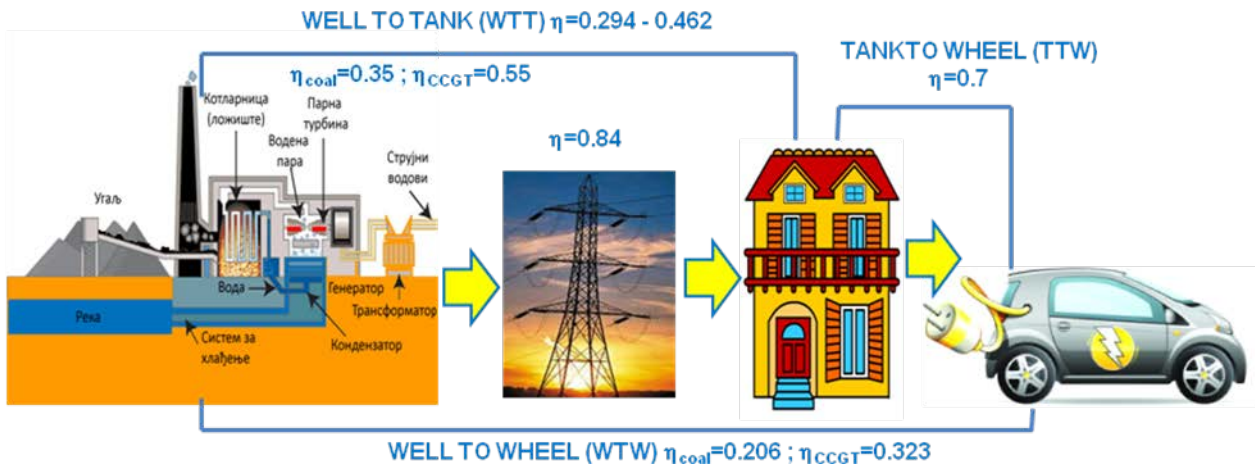 WELL TO TANK (WTT) η=0.294 - 0.462
TANKTO WHEEL (TTW)
η=0.7
ηcoal=0.35 ; ηCCGT=0.55
η=0.84
Котларница
(ложиште)
Парна
турбина
Водена
пара
Струјни
водови
Угаљ
Вода
Генератор
Трансформатор
Река
Систем за
хлађење
Кондензатор
WELL TO WHEEL (WTW) ηcoal=0.206 ; ηCCGT=0.323